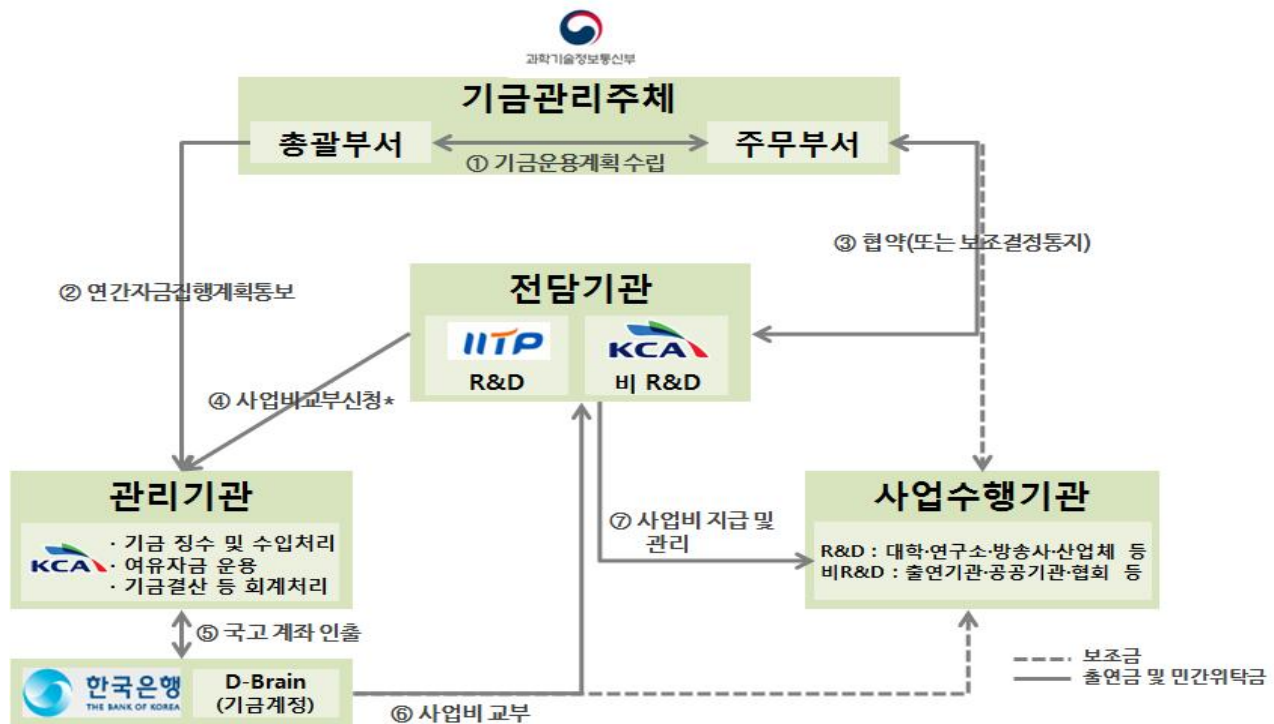 과학기술정보통신부
기금관리주체
총괄부서
주무부서
① 기금운용계획 수립
③ 협약(또는 보조결정통지)
② 연간자금집행계획통보
전담기관
IITP
KCA
R&D
비 R&D
④ 사업비교부신청*
관리기관
KCA
· 기금 징수 및 수입처리
· 여유자금 운용
· 기금결산 등 회계처리
⑦ 사업비 지급 및
관리
사업수행기관
R&D : 대학·연구소·방송사·산업체 등
비R&D : 출연기관·공공기관·협회 등
⑤ 국고 계좌 인출
한국은행
THE BANK OF KOREA
D-Brain
(기금계정)
⑥ 사업비 교부
보조금
출연금 및 민간위탁금